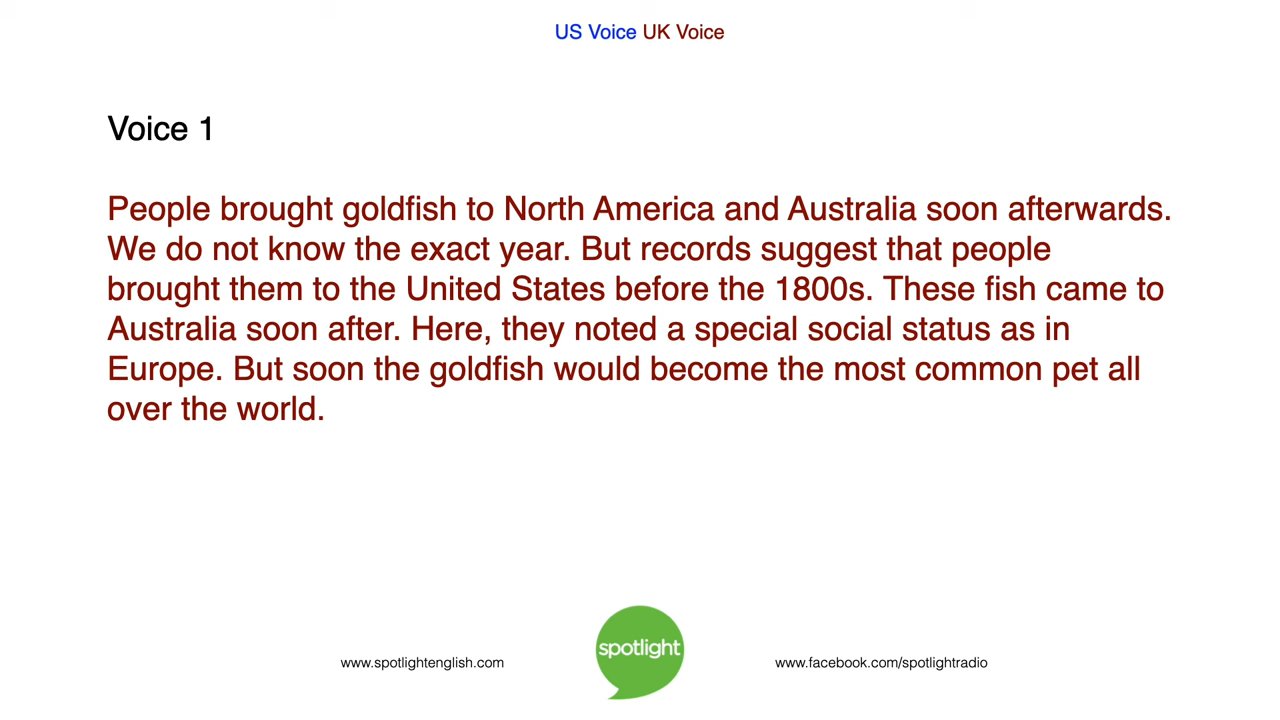 US Voice UK Voice
Voice 1
People brought goldfish to North America and Australia soon afterwards.
We do not know the exact year. But records suggest that people
brought them to the United States before the 1800s. These fish came to
Australia soon after. Here, they noted a special social status as in
Europe. But soon the goldfish would become the most common pet all
over the world.
spotlight
www.spotlightenglish.com
www.facebook.com/spotlightradio